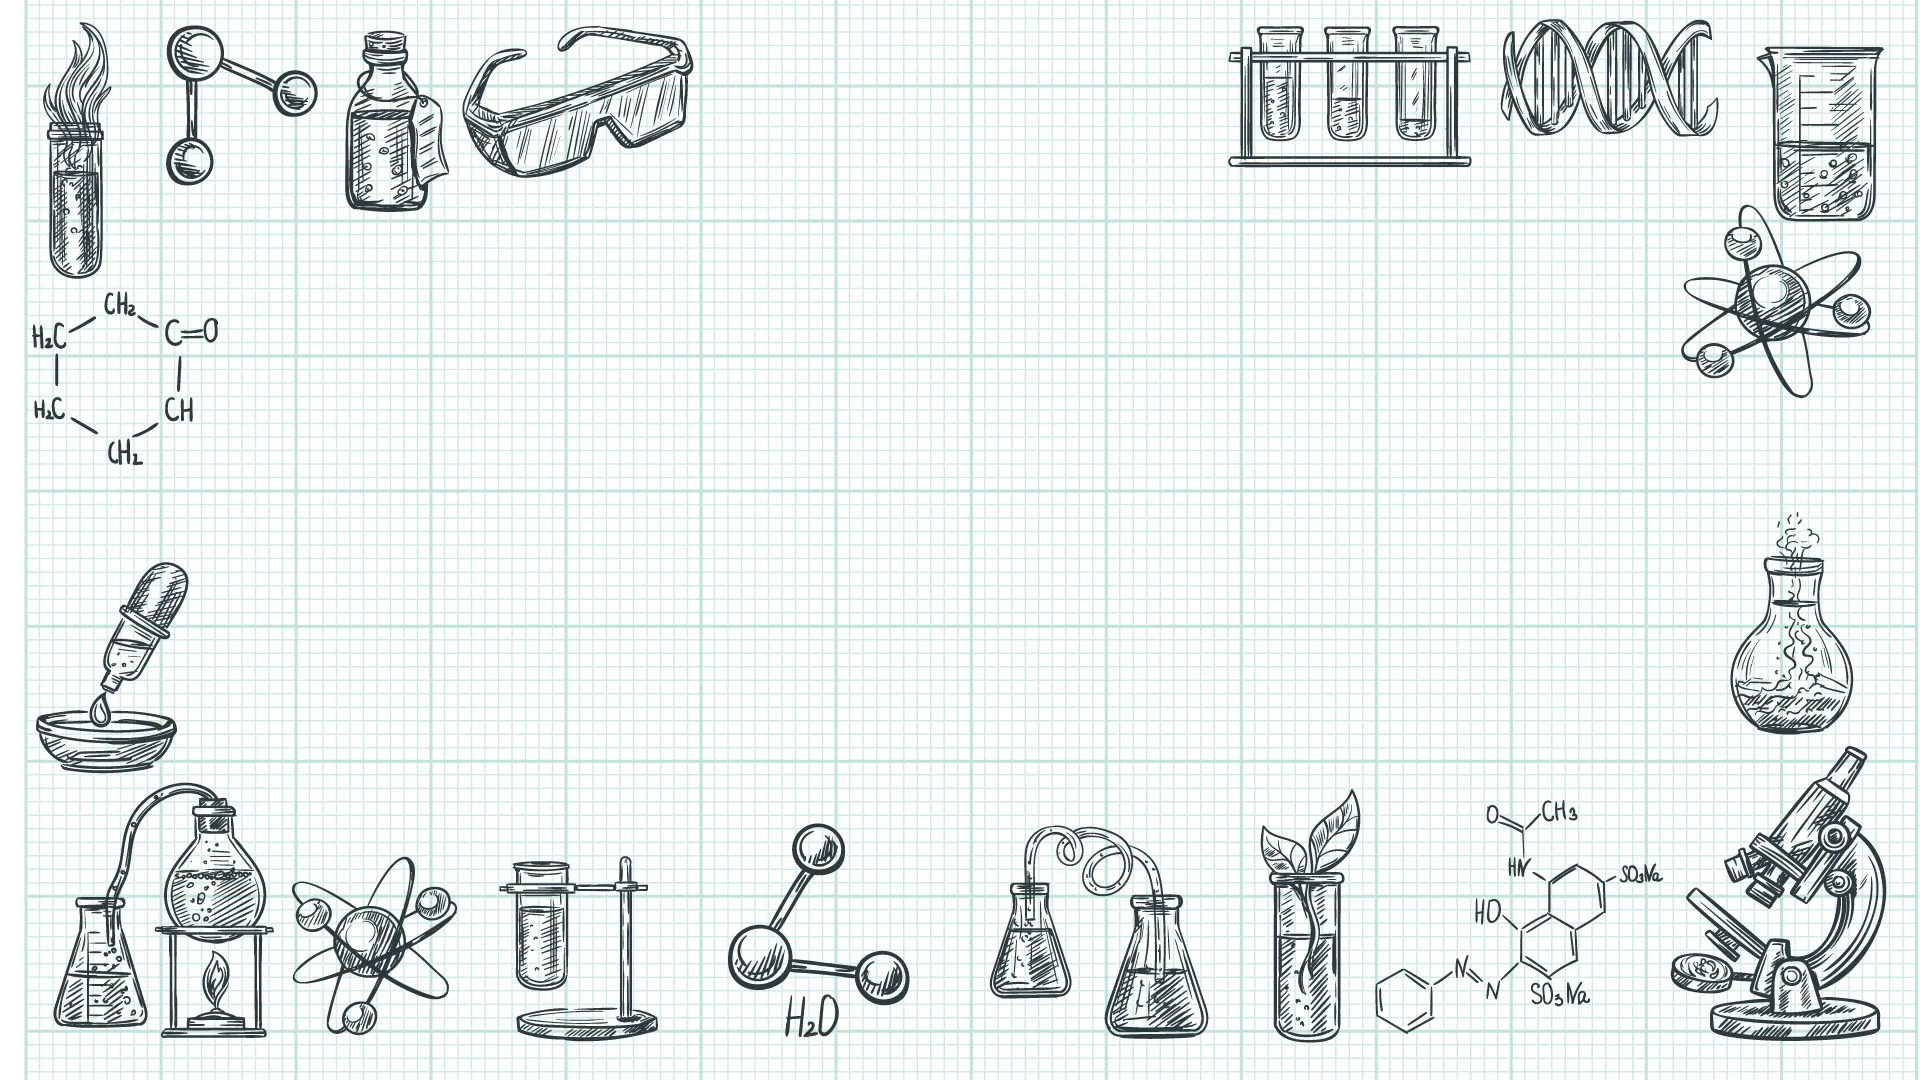 CH₂
H₂C C=O
H₂C CH
CH₂
H₂O
O CH₃
HN SO₃Na
HO
N N SO₃Na